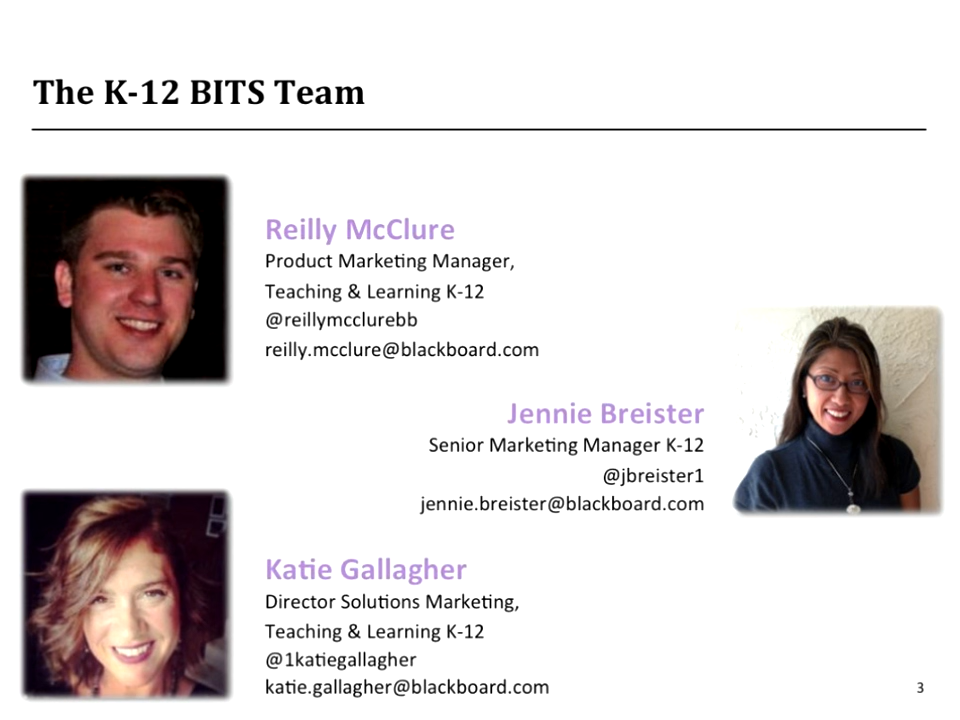 The K-12 BITS Team
Reilly McClure
Product Marketing Manager,
Teaching & Learning K-12
@reillymcclurebb
reilly.mcclure@blackboard.com
Jennie Breister
Senior Marketing Manager K-12
@jbreister1
jennie.breister@blackboard.com
Katie Gallagher
Director Solutions Marketing,
Teaching & Learning K-12
@1katiegallagher
katie.gallagher@blackboard.com
3